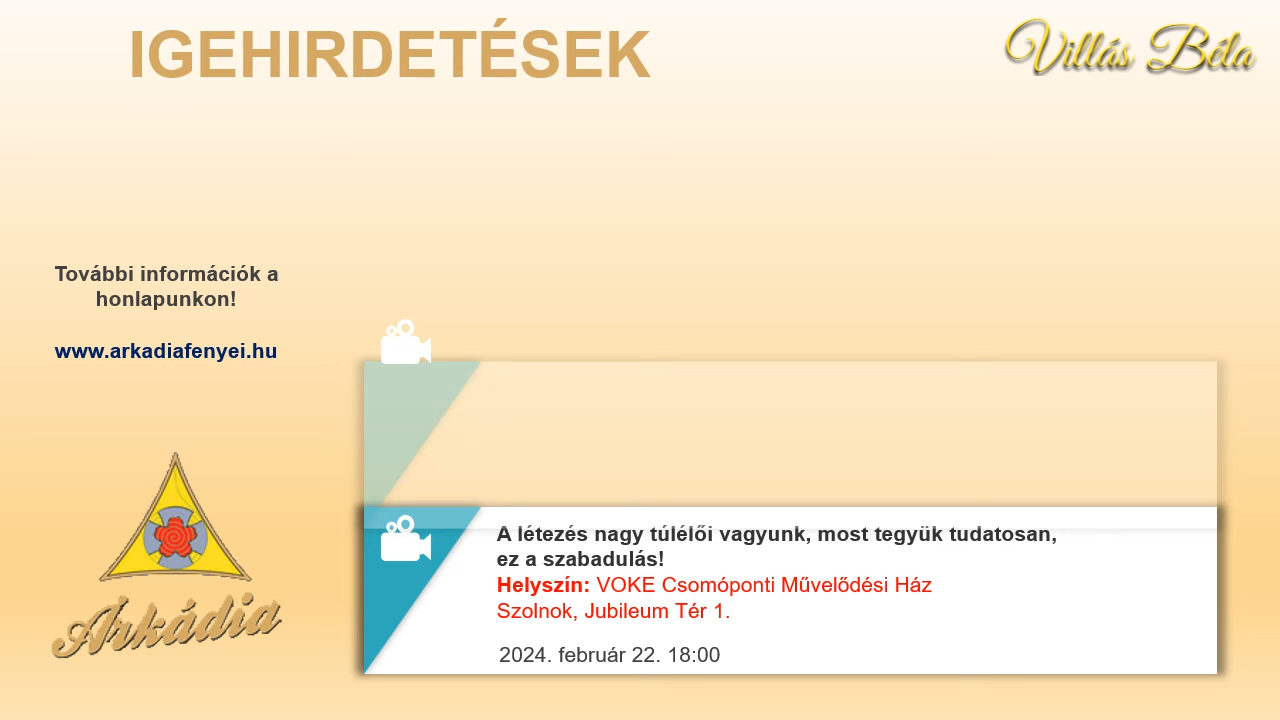 IGEHIRDETÉSEK
Villás Béla
További információk a
honlapunkon!
www.arkadiafenyei.hu
Árkádia
A létezés nagy túlélői vagyunk, most tegyük tudatosan,
ez a szabadulás!
Helyszín: VOKE Csomóponti Művelődési Ház
Szolnok, Jubileum Tér 1.
2024. február 22. 18:00